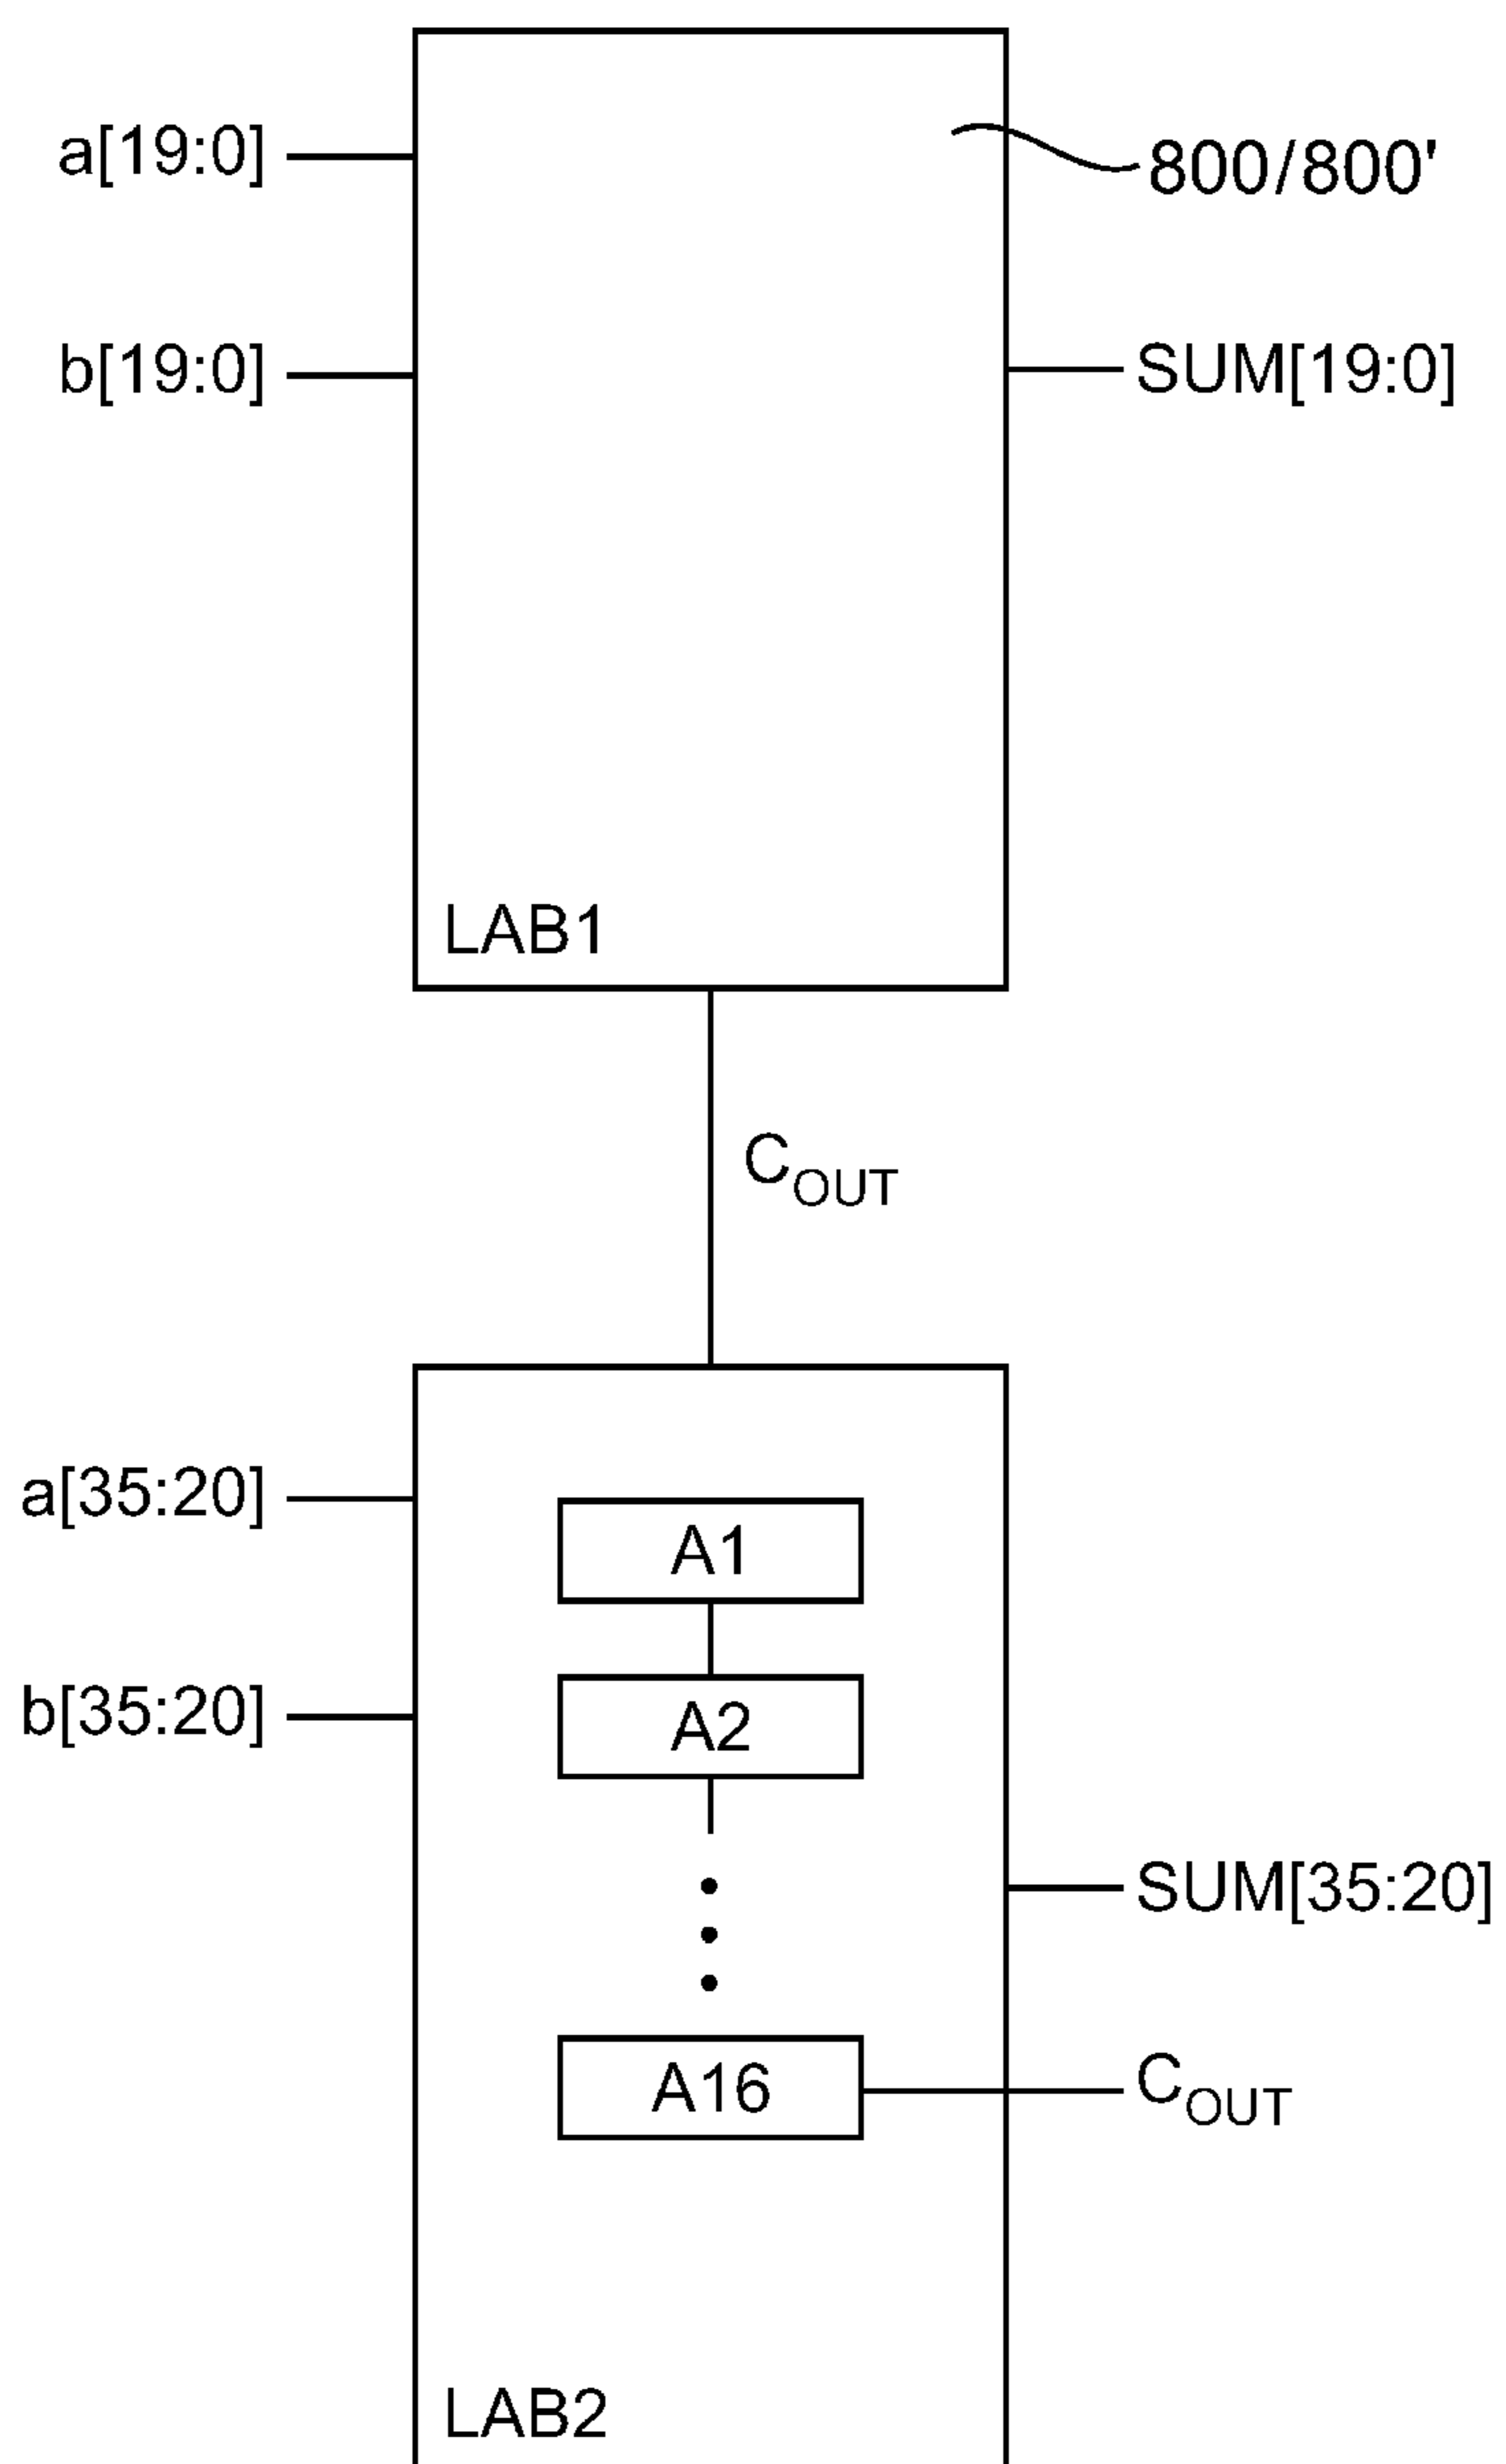 a[19:0]
800/800'
b[19:0]
SUM[19:0]
LAB1
COUT
a[35:20]
A1
b[35:20]
A2
SUM[35:20]
A16
COUT
LAB2